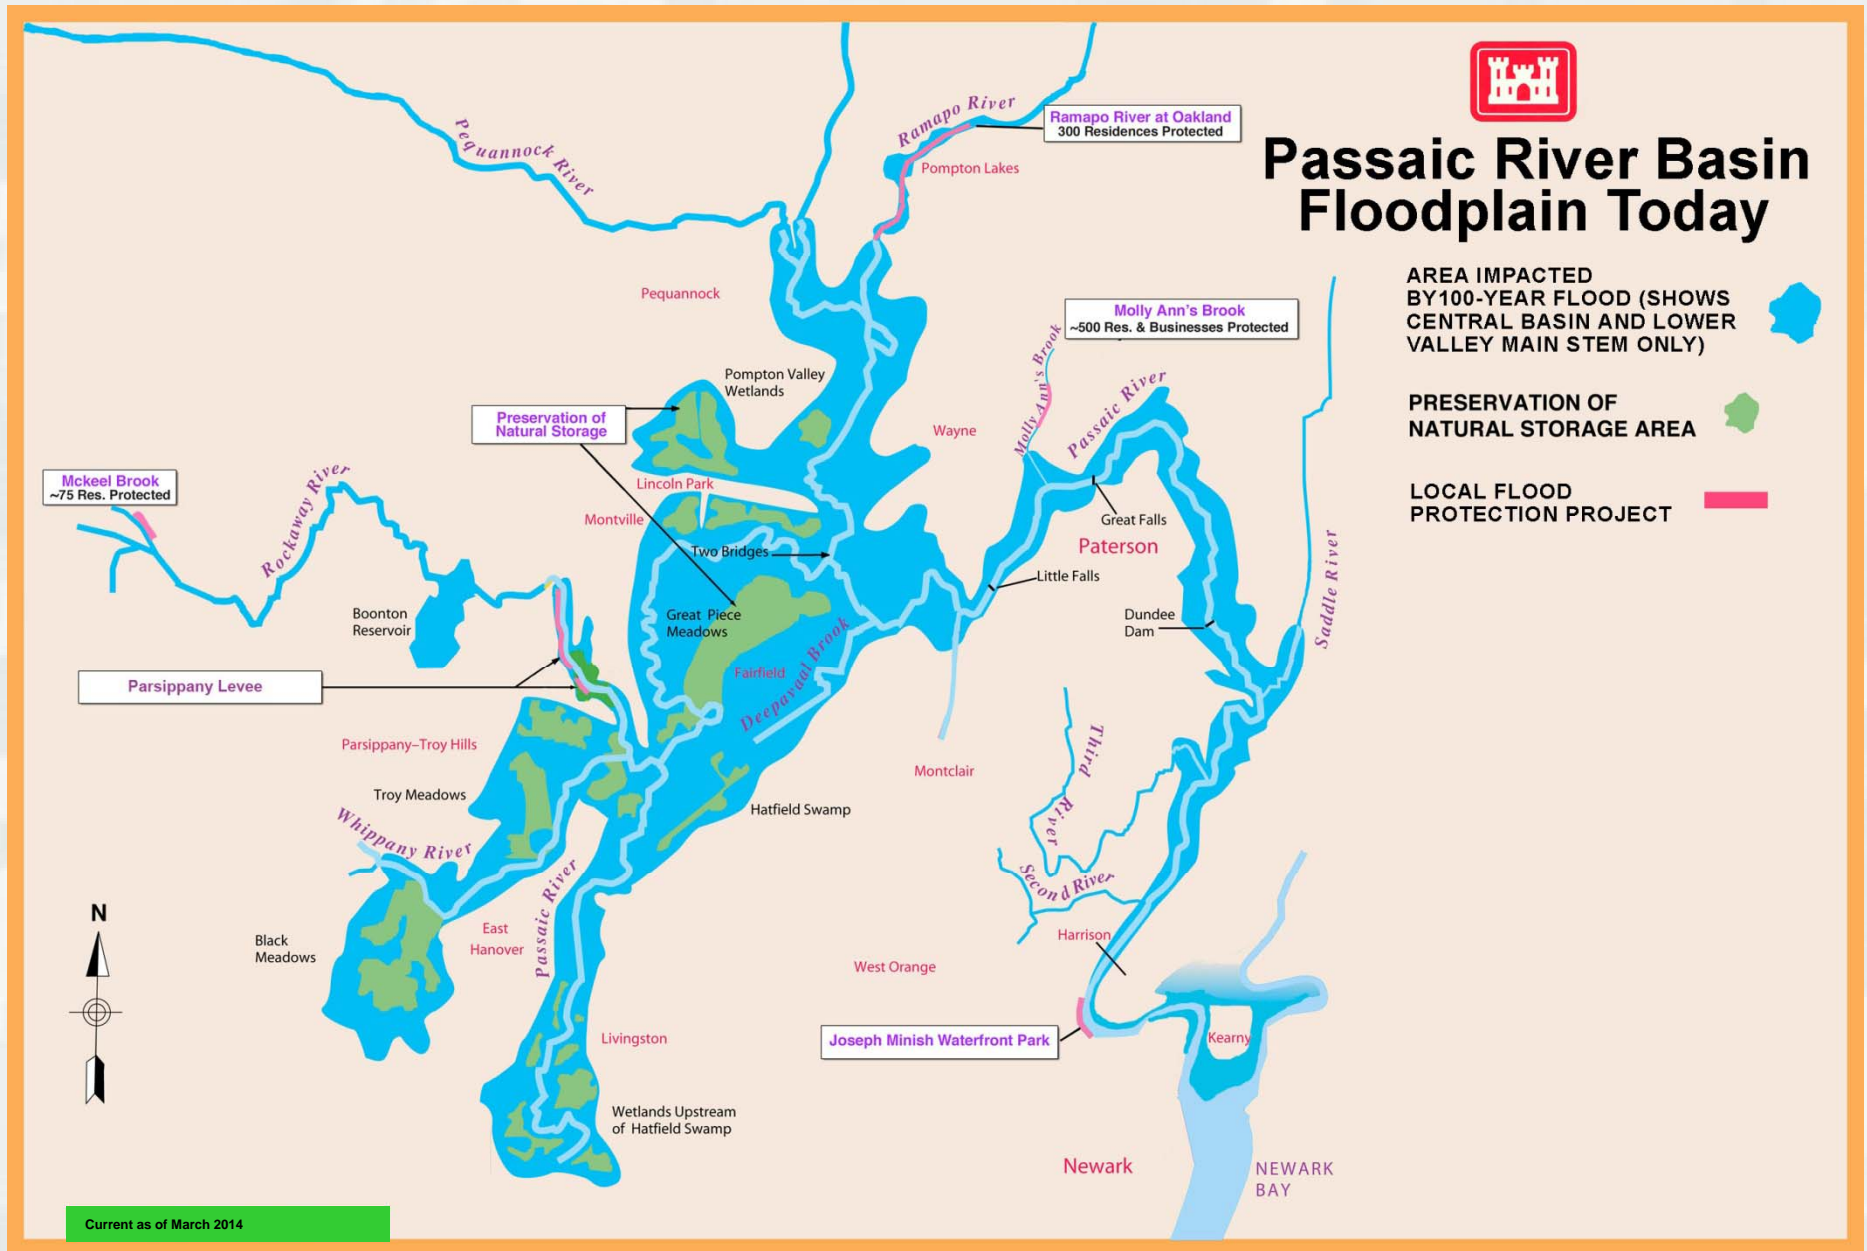 Passaic River Basin
Floodplain Today
AREA IMPACTED
BY100-YEAR FLOOD (SHOWS
CENTRAL BASIN AND LOWER
VALLEY MAIN STEM ONLY)
PRESERVATION OF
NATURAL STORAGE AREA
LOCAL FLOOD
PROTECTION PROJECT
Pequannock River
Ramapo River
Ramapo River at Oakland
300 Residences Protected
Pompton Lakes
Pequannock
Molly Ann's Brook
~500 Res. & Businesses Protected
Molly Ann's Brook
Passaic River
Pompton Valley
Wetlands
Preservation of
Natural Storage
Wayne
Mckeel Brook
~75 Res. Protected
Rockaway River
Lincoln Park
Montville
Great Falls
Paterson
Two Bridges
Little Falls
Saddle River
Boonton
Reservoir
Great Piece
Meadows
Dundee
Dam
Fairfield
Deepavaal Brook
Parsippany Levee
Parsippany–Troy Hills
Montclair
Third
River
Troy Meadows
Hatfield Swamp
Whippany River
Passaic River
Second River
East
Hanover
Harrison
Black
Meadows
West Orange
N
Livingston
Joseph Minish Waterfront Park
Kearny
Wetlands Upstream
of Hatfield Swamp
Newark
NEWARK
BAY
Current as of March 2014